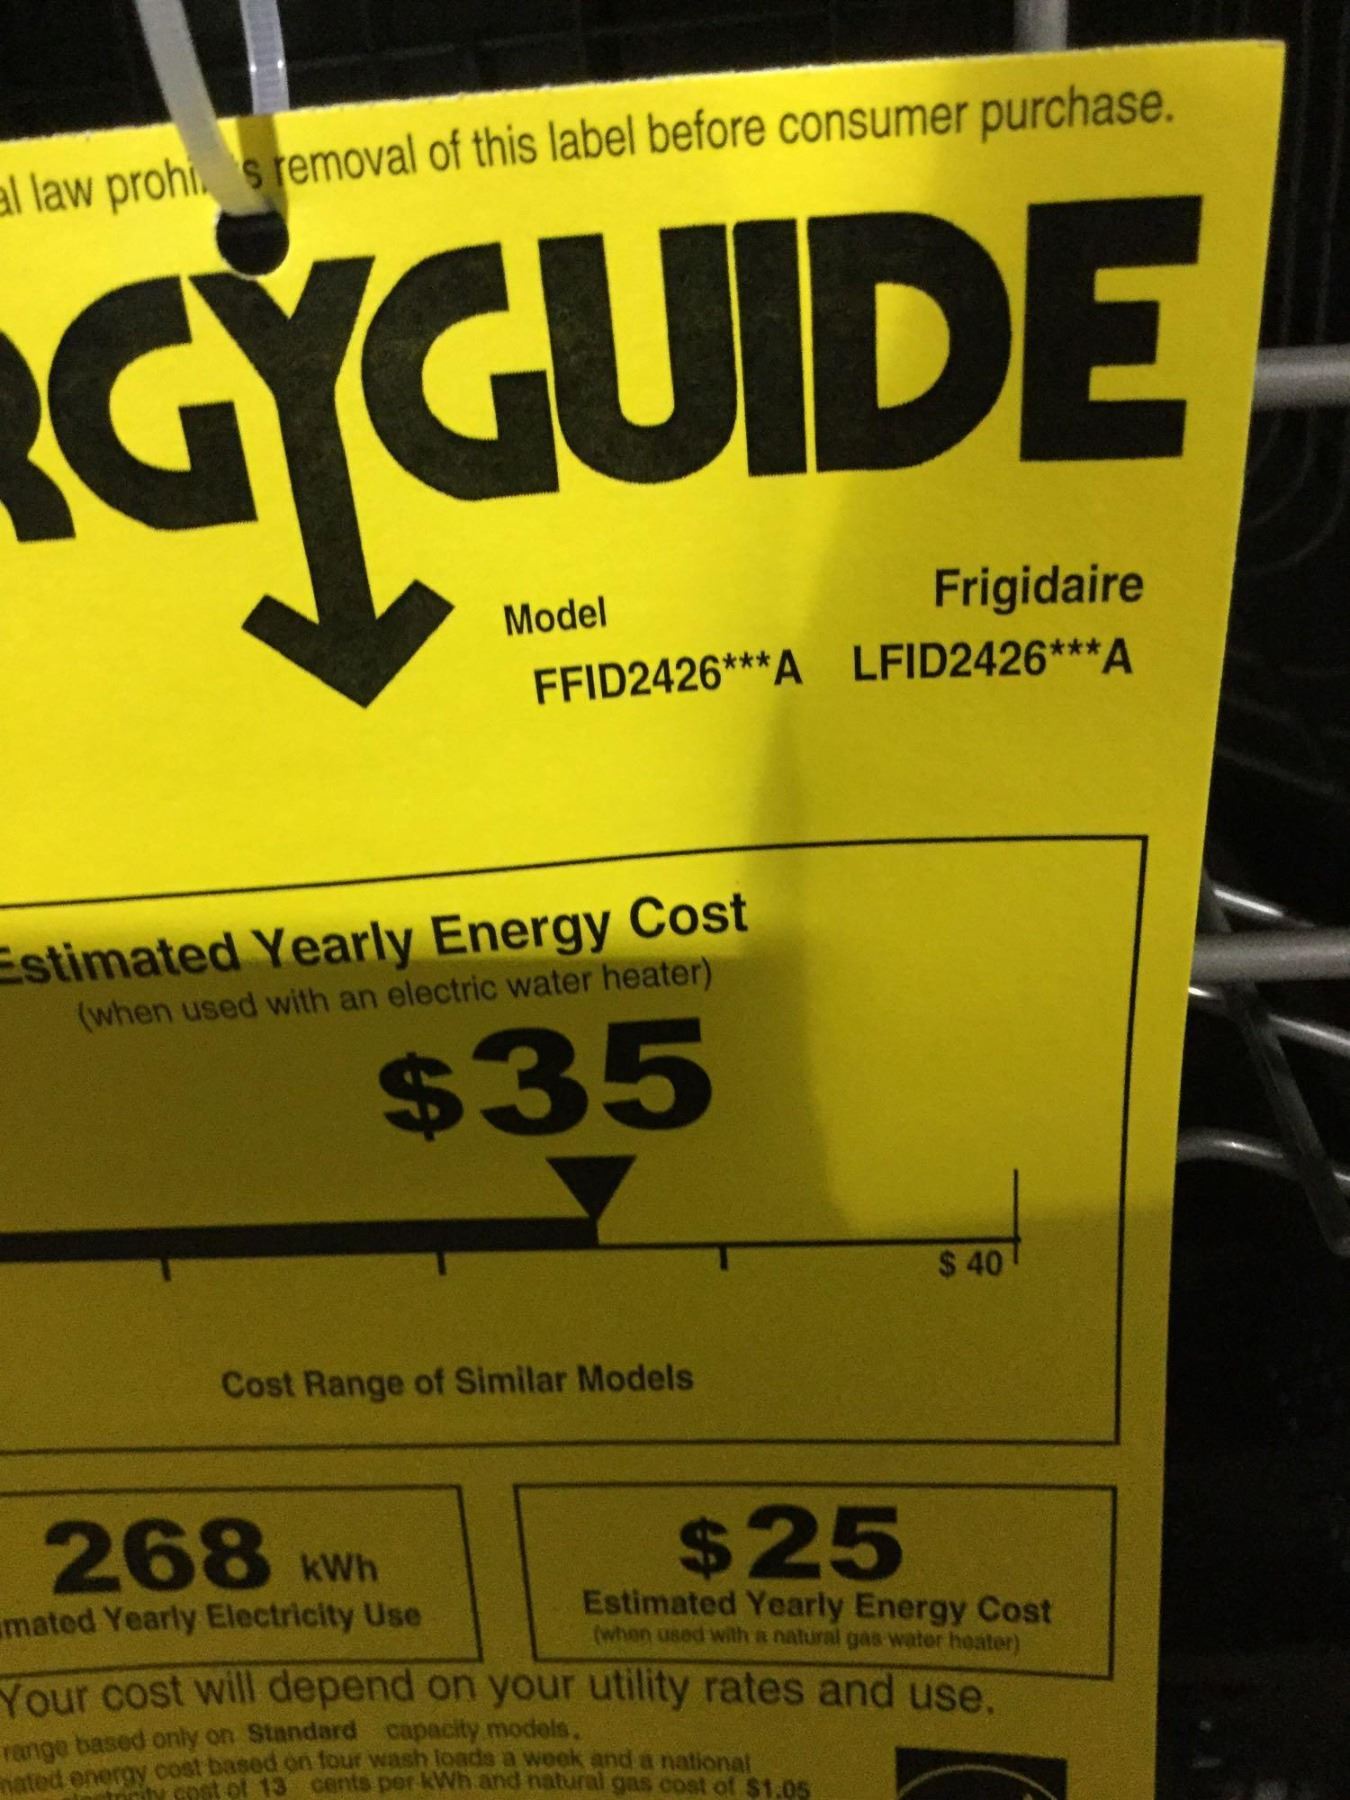 al law prohi s removal of this label before consumer purchase.
RGYGUIDE
Frigidaire
Model
FFID2426***A LFID2426***A
Estimated Yearly Energy Cost
(when used with an electric water heater)
$35
$ 40
Cost Range of Similar Models
268 kWh
imated Yearly Electricity Use
$25
Estimated Yearly Energy Cost
(when used with a natural gas water heater)
Your cost will depend on your utility rates and use.
range based only on Standard capacity models.
mated energy cost based on four wash loads a week and a national
electricity cost of 13 cents per kWh and natural gas cost of $1.05